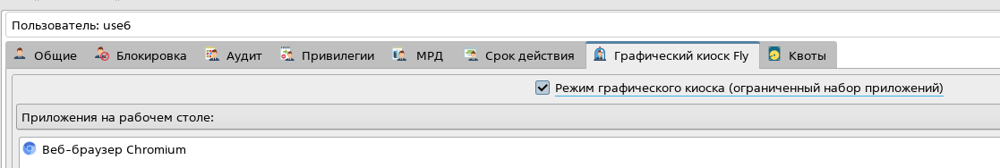 Пользователь: use6
Общие Блокировка Аудит Привилегии МРД Срок действия Графический киоск Fly Квоты
Режим графического киоска (ограниченный набор приложений)
Приложения на рабочем столе:
Веб-браузер Chromium